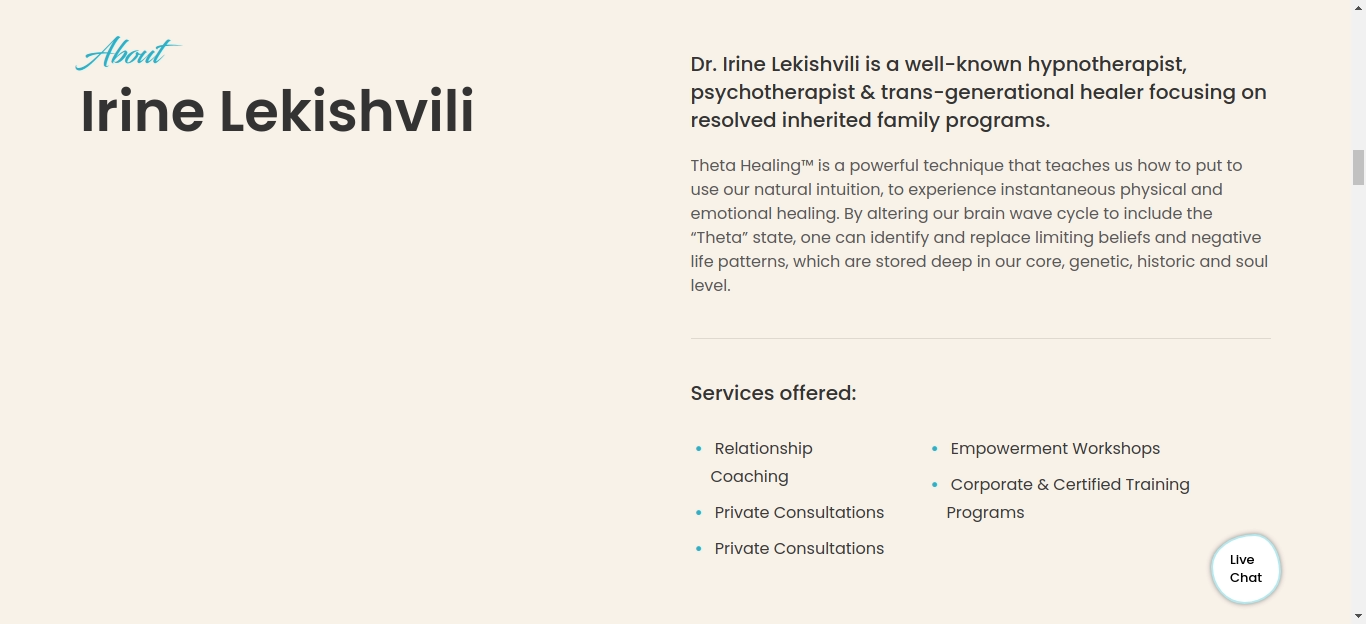 About
Irine Lekishvili
Dr. Irine Lekishvili is a well-known hypnotherapist,
psychotherapist & trans-generational healer focusing on
resolved inherited family programs.
Theta Healing™ is a powerful technique that teaches us how to put to
use our natural intuition, to experience instantaneous physical and
emotional healing. By altering our brain wave cycle to include the
“Theta” state, one can identify and replace limiting beliefs and negative
life patterns, which are stored deep in our core, genetic, historic and soul
level.
Services offered:
• Relationship
Coaching
• Private Consultations
• Private Consultations
• Empowerment Workshops
• Corporate & Certified Training
Programs
Live
Chat